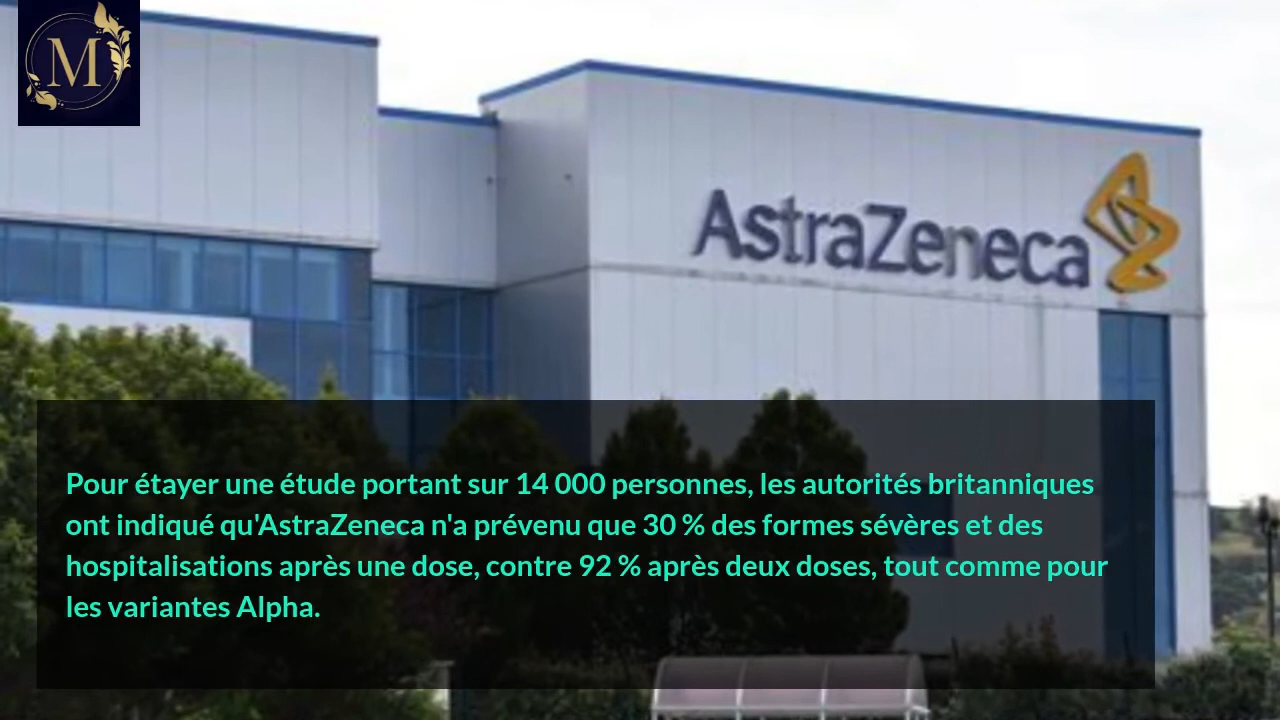 M
AstraZeneca
Pour étayer une étude portant sur 14 000 personnes, les autorités britanniques
ont indiqué qu'AstraZeneca n'a prévenu que 30 % des formes sévères et des
hospitalisations après une dose, contre 92 % après deux doses, tout comme pour
les variantes Alpha.